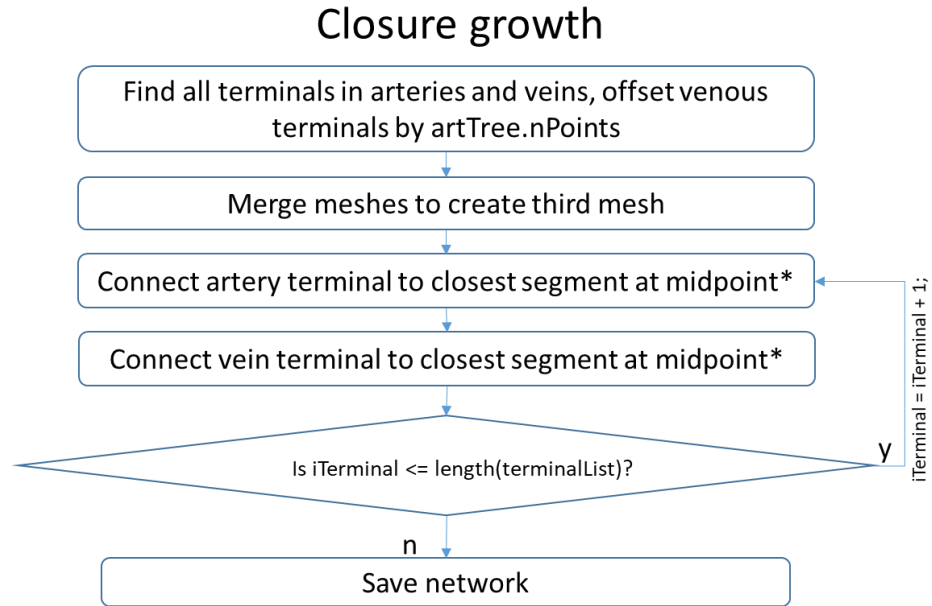 Closure growth
Find all terminals in arteries and veins, offset venous
terminals by artTree.nPoints
Merge meshes to create third mesh
Connect artery terminal to closest segment at midpoint*
Connect vein terminal to closest segment at midpoint*
Is iTerminal <= length(terminalList)?
y
iTerminal = iTerminal + 1;
n
Save network